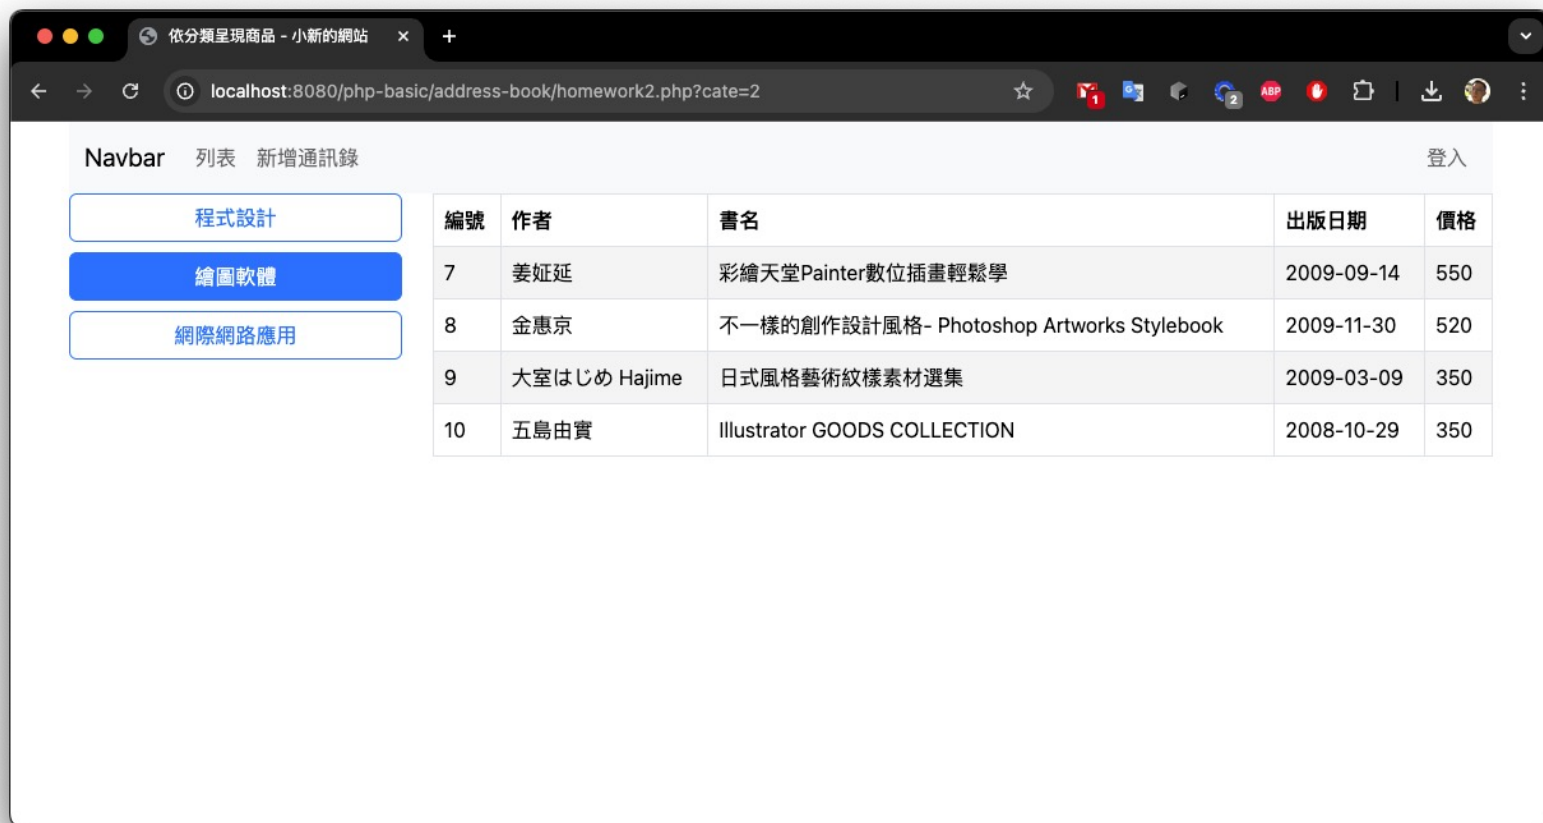 依分類呈現商品 - 小新的網站
localhost:8080/php-basic/address-book/homework2.php?cate=2
1
2
ABP
Navbar 列表 新增通訊錄 登入
程式設計
繪圖軟體
網際網路應用
編號 作者 書名 出版日期 價格
7 姜姃延 彩繪天堂Painter數位插畫輕鬆學 2009-09-14 550
8 金惠京 不一樣的創作設計風格- Photoshop Artworks Stylebook 2009-11-30 520
9 大室はじめ Hajime 日式風格藝術紋樣素材選集 2009-03-09 350
10 五島由實 Illustrator GOODS COLLECTION 2008-10-29 350